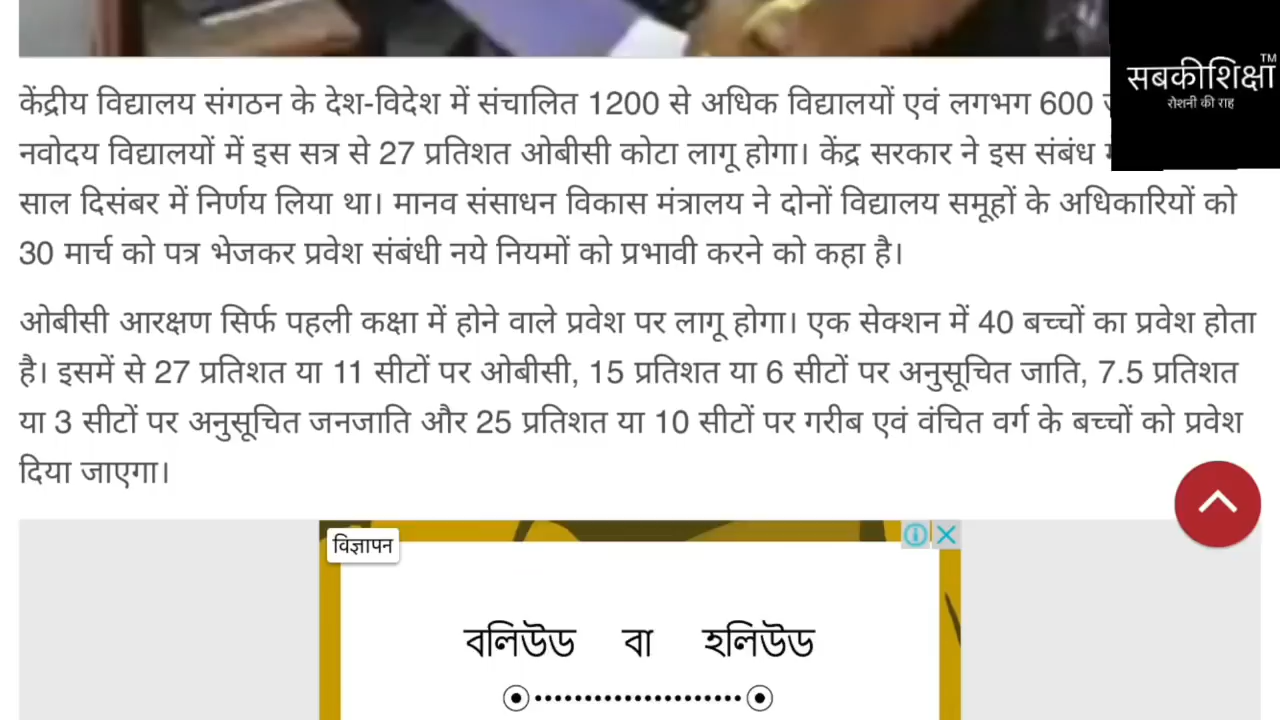 सबकीशिक्षा™
रोशनी की राह
केंद्रीय विद्यालय संगठन के देश-विदेश में संचालित 1200 से अधिक विद्यालयों एवं लगभग 600
नवोदय विद्यालयों में इस सत्र से 27 प्रतिशत ओबीसी कोटा लागू होगा। केंद्र सरकार ने इस संबंध
साल दिसंबर में निर्णय लिया था। मानव संसाधन विकास मंत्रालय ने दोनों विद्यालय समूहों के अधिकारियों को
30 मार्च को पत्र भेजकर प्रवेश संबंधी नये नियमों को प्रभावी करने को कहा है।
ओबीसी आरक्षण सिर्फ पहली कक्षा में होने वाले प्रवेश पर लागू होगा। एक सेक्शन में 40 बच्चों का प्रवेश होता
है। इसमें से 27 प्रतिशत या 11 सीटों पर ओबीसी, 15 प्रतिशत या 6 सीटों पर अनुसूचित जाति, 7.5 प्रतिशत
या 3 सीटों पर अनुसूचित जनजाति और 25 प्रतिशत या 10 सीटों पर गरीब एवं वंचित वर्ग के बच्चों को प्रवेश
दिया जाएगा।
विज्ञापन
বলিউড বা হলিউড